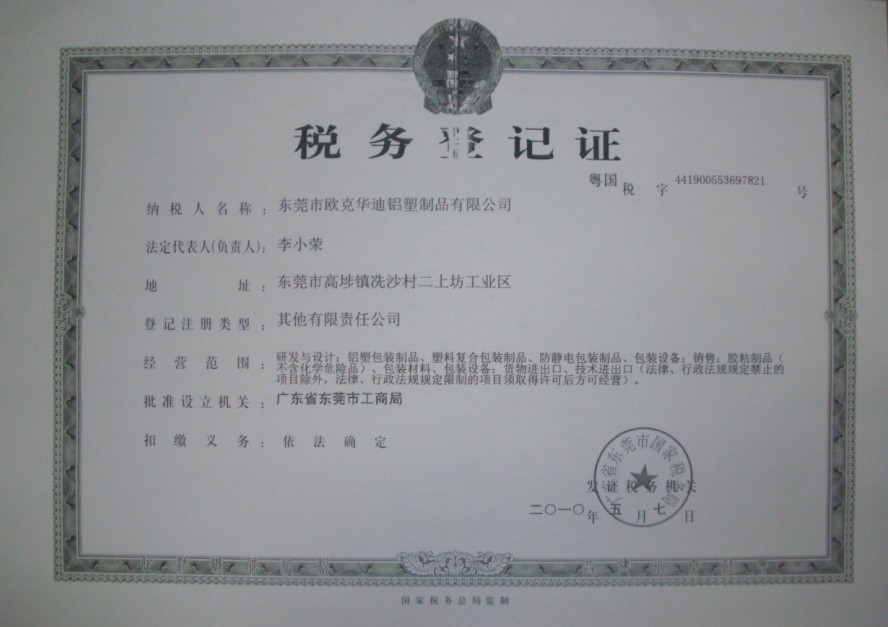 税务登记证
粤国税字 441900553697821 号
纳税人名称：东莞市欧克华迪铝塑制品有限公司
法定代表人(负责人)：李小荣
地址：东莞市高埗镇冼沙村二上坊工业区
登记注册类型：其他有限责任公司
经营范围：研发与设计：铝塑包装制品、塑料复合包装制品、防静电包装制品、包装设备；销售：胶粘制品（
不含化学危险品）、包装材料、包装设备；货物进出口、技术进出口（法律、行政法规规定禁止的
项目除外，法律、行政法规规定限制的项目须取得许可后方可经营）。
批准设立机关：广东省东莞市工商局
扣缴义务：依法确定
广东省东莞市国家税务局
发证税务机关
二〇一〇年五月七日
国家税务总局监制